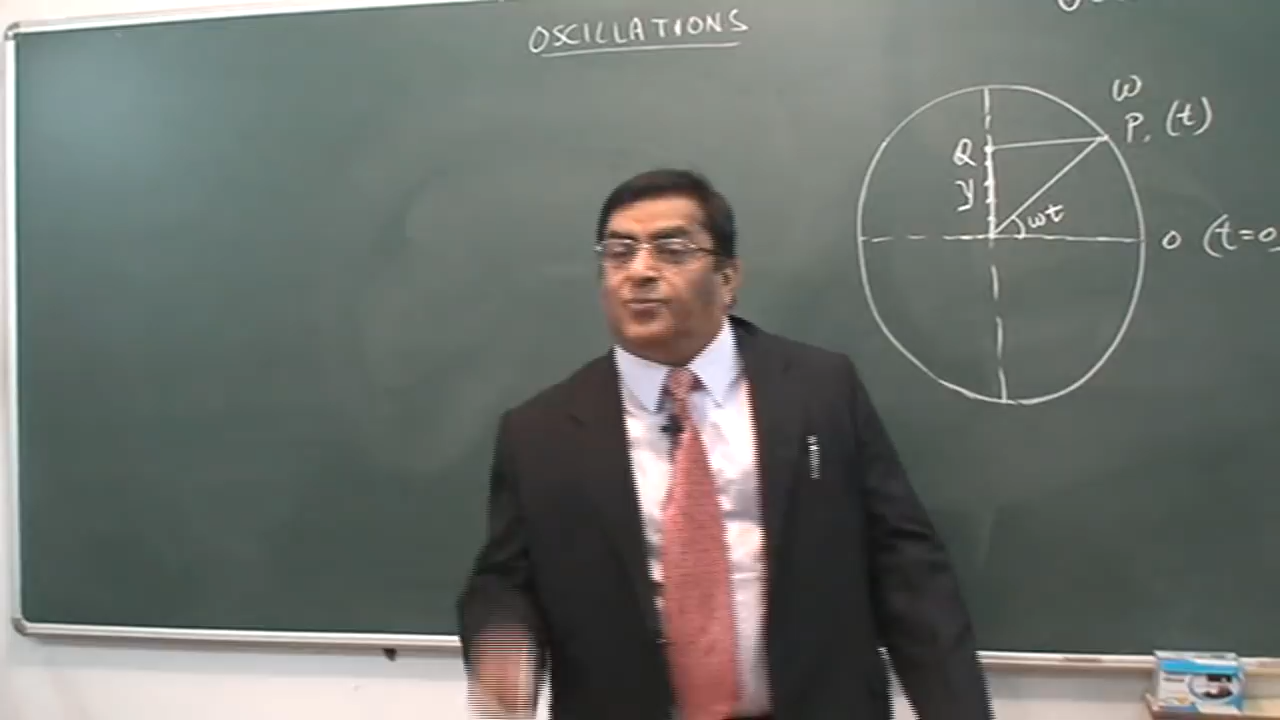 OSCILLATIONS
ω
P. (t)
Q
y
ωt
O (t=0)